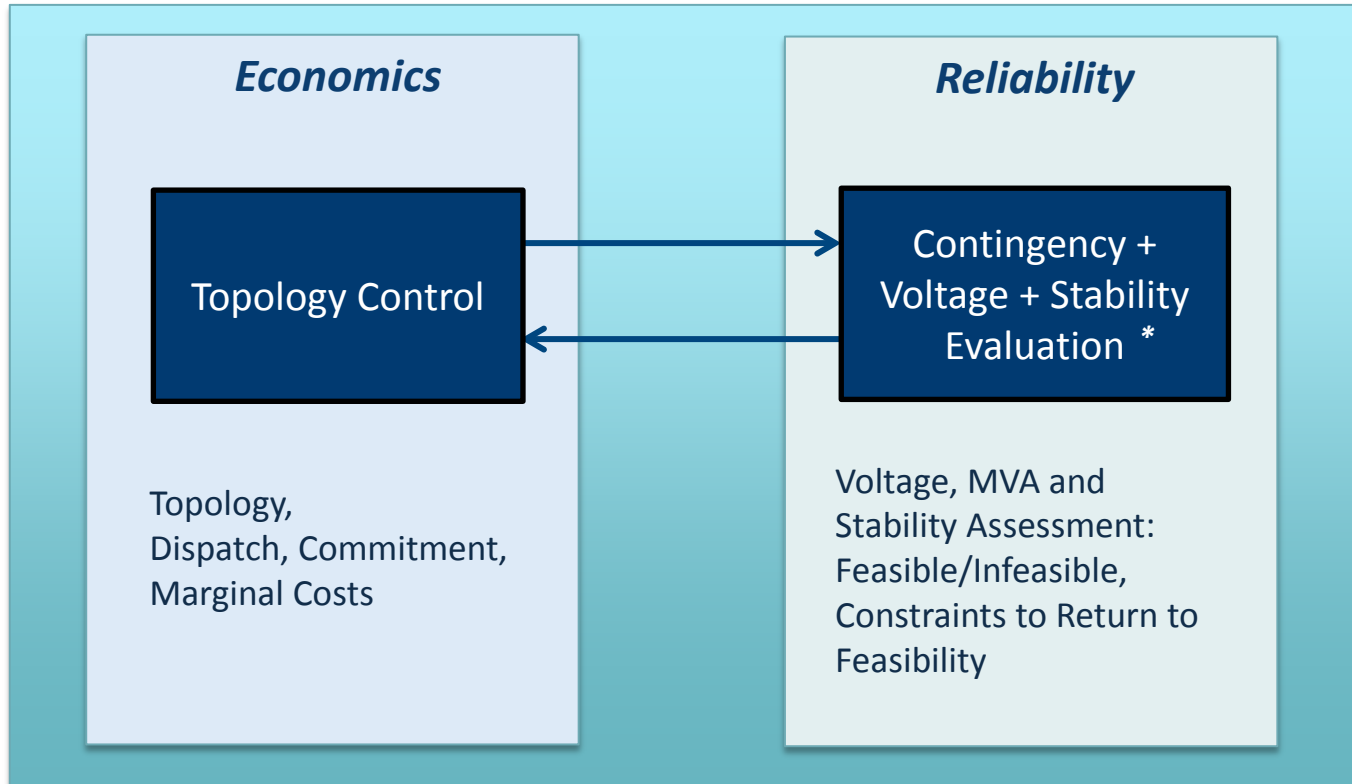 Economics
Topology Control
Topology,
Dispatch, Commitment,
Marginal Costs
Reliability
Contingency +
Voltage + Stability
Evaluation *
Voltage, MVA and
Stability Assessment:
Feasible/Infeasible,
Constraints to Return to
Feasibility